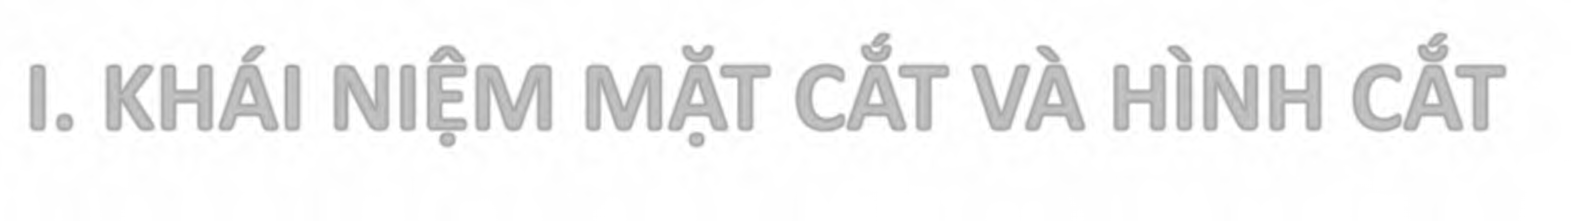 I. KHÁI NIỆM MẶT CẮT VÀ HÌNH CẮT